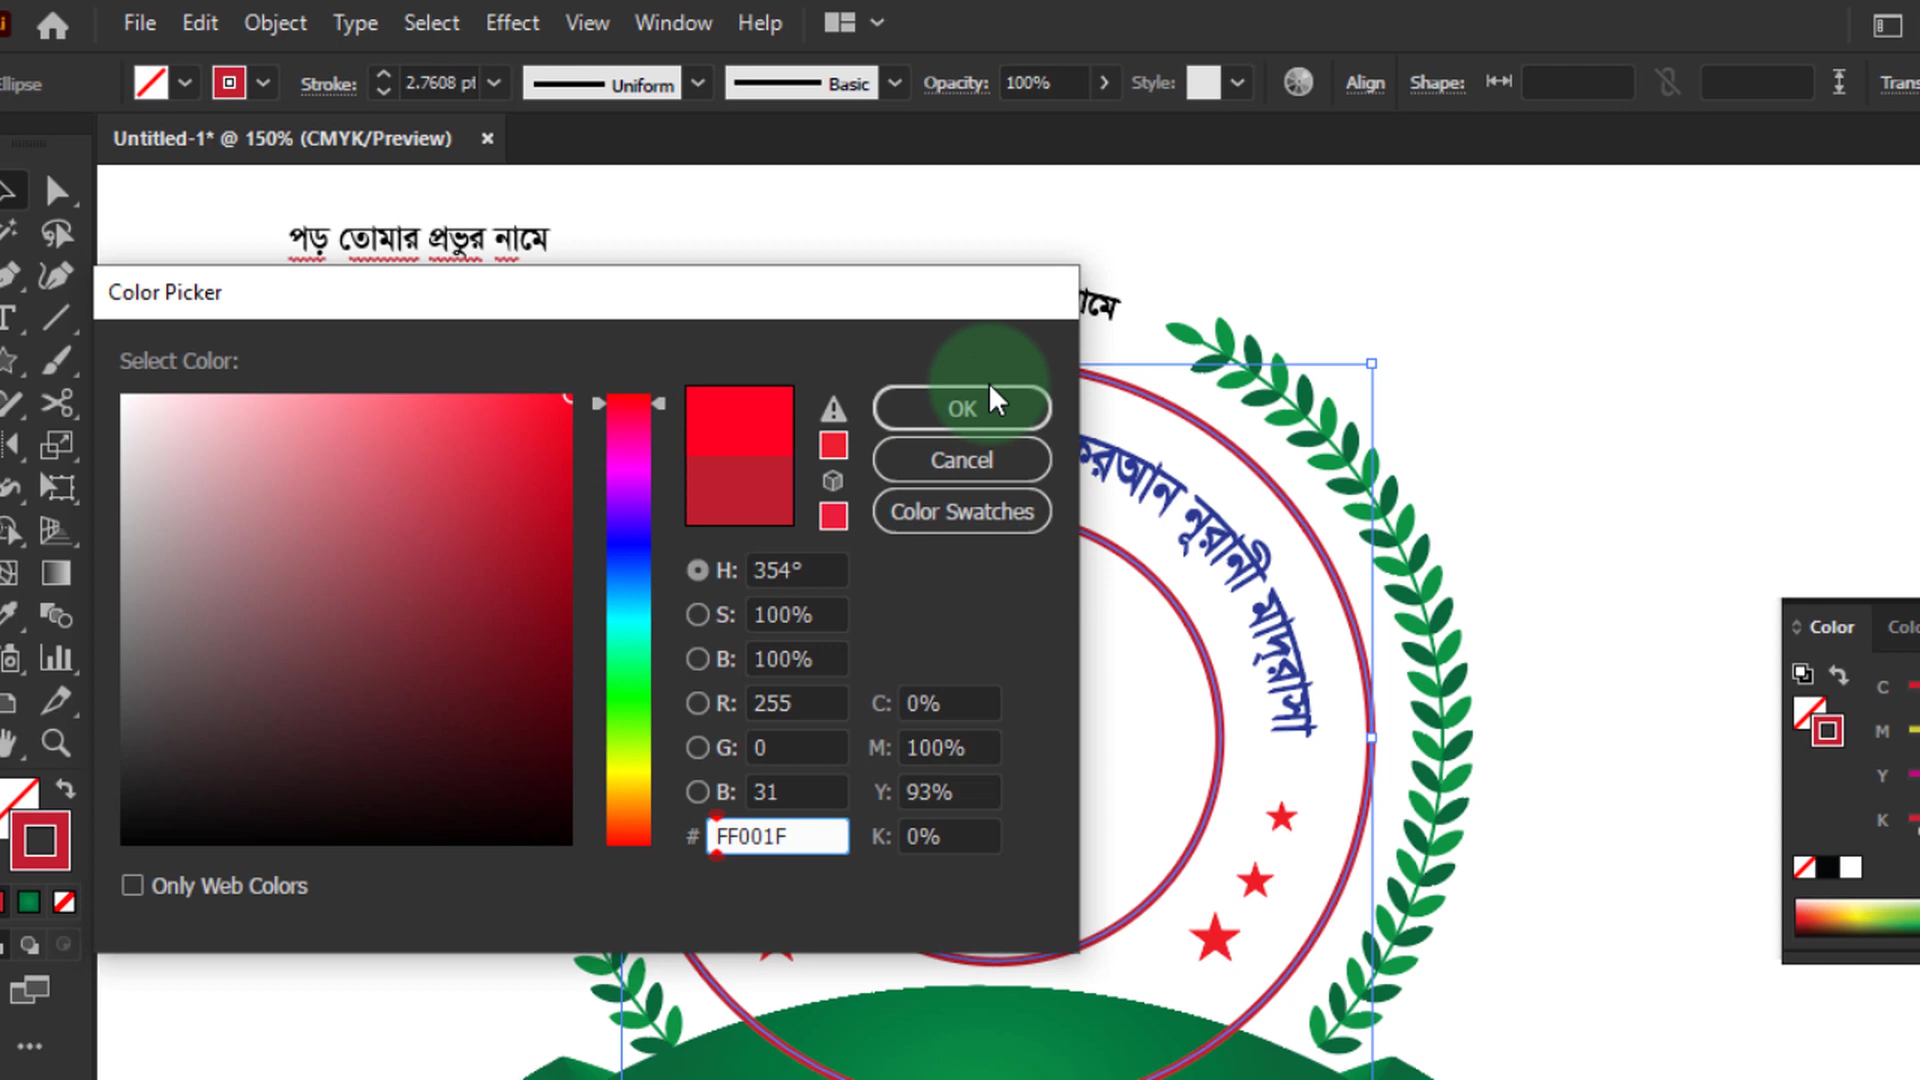 File Edit Object Type Select Effect View Window Help
Ellipse Stroke: 2.7608 pt Uniform Basic Opacity: 100% Style: Align Shape: Trans
Untitled-1* @ 150% (CMYK/Preview) ×
পড় তোমার প্রভুর নামে
Color Picker
নামে
Select Color:
OK
Cancel
Color Swatches
H: 354°
S: 100%
B: 100%
R: 255 C: 0%
G: 0 M: 100%
B: 31 Y: 93%
# FF001F K: 0%
Only Web Colors
নূরানী মাদ্রাসা
Color Colo
C
M
Y
K